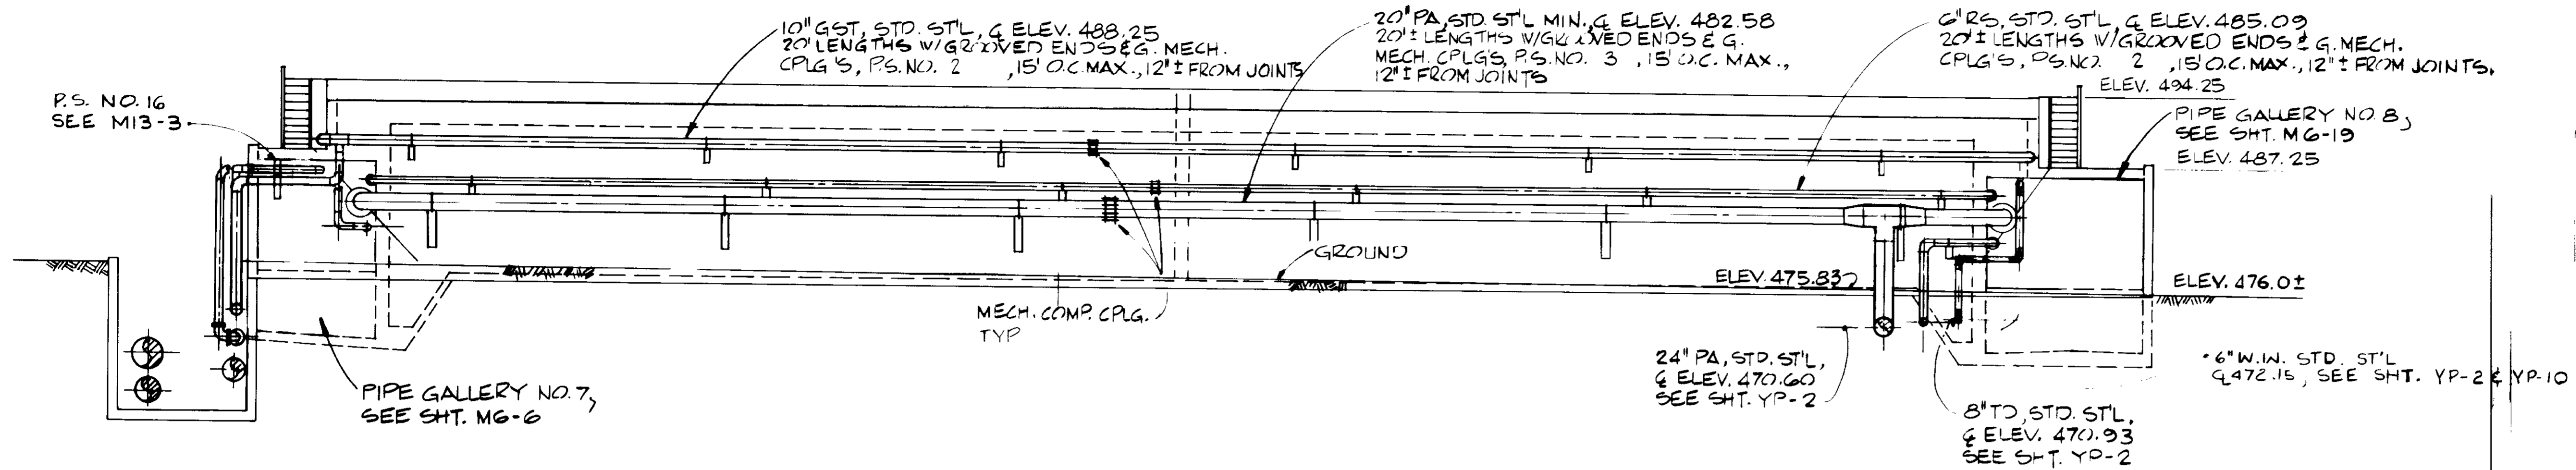 10" GST, STD. ST'L, ℄ ELEV. 488.25
20' LENGTHS W/GROOVED ENDS & G. MECH.
CPLG'S, P.S. NO. 2 , 15' O.C. MAX., 12"± FROM JOINTS
20" PA, STD. ST'L MIN., ℄ ELEV. 482.58
20'± LENGTHS W/GROOVED ENDS & G.
MECH. CPLG'S, P.S. NO. 3 , 15' O.C. MAX.,
12"± FROM JOINTS
6" RS, STD. ST'L, ℄ ELEV. 485.09
20'± LENGTHS W/GROOVED ENDS & G. MECH.
CPLG'S, P.S. NO. 2 , 15' O.C. MAX., 12"± FROM JOINTS.
ELEV. 494.25
P.S. NO. 16
SEE M13-3
PIPE GALLERY NO. 8,
SEE SHT. M6-19
ELEV. 487.25
GROUND
ELEV. 475.83
ELEV. 476.0±
MECH. COMP. CPLG.
TYP
PIPE GALLERY NO. 7,
SEE SHT. M6-6
24" PA, STD. ST'L,
℄ ELEV. 470.60
SEE SHT. YP-2
6" W.W. STD. ST'L
℄ 472.15, SEE SHT. YP-2 & YP-10
8" TD, STD. ST'L,
℄ ELEV. 470.93
SEE SHT. YP-2